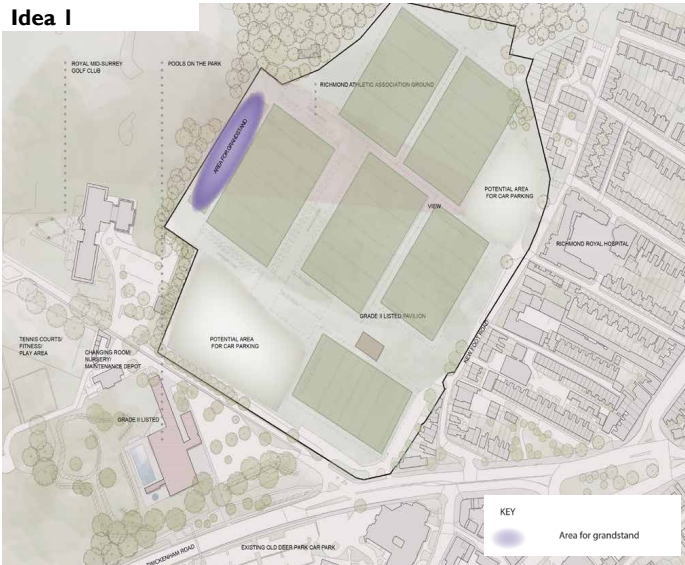 Idea 1
ROYAL MID-SURREY
GOLF CLUB
POOLS ON THE PARK
RICHMOND ATHLETIC ASSOCIATION GROUND
AREA FOR GRANDSTAND
POTENTIAL AREA
FOR CAR PARKING
VIEW
RICHMOND ROYAL HOSPITAL
GRADE II LISTED PAVILION
TENNIS COURTS/
FITNESS/
PLAY AREA
POTENTIAL AREA
FOR CAR PARKING
CHANGING ROOM/
NURSERY/
MAINTENANCE DEPOT
GRADE II LISTED
ROAD
KEY
Area for grandstand
EXISTING OLD DEER PARK CAR PARK
ROAD